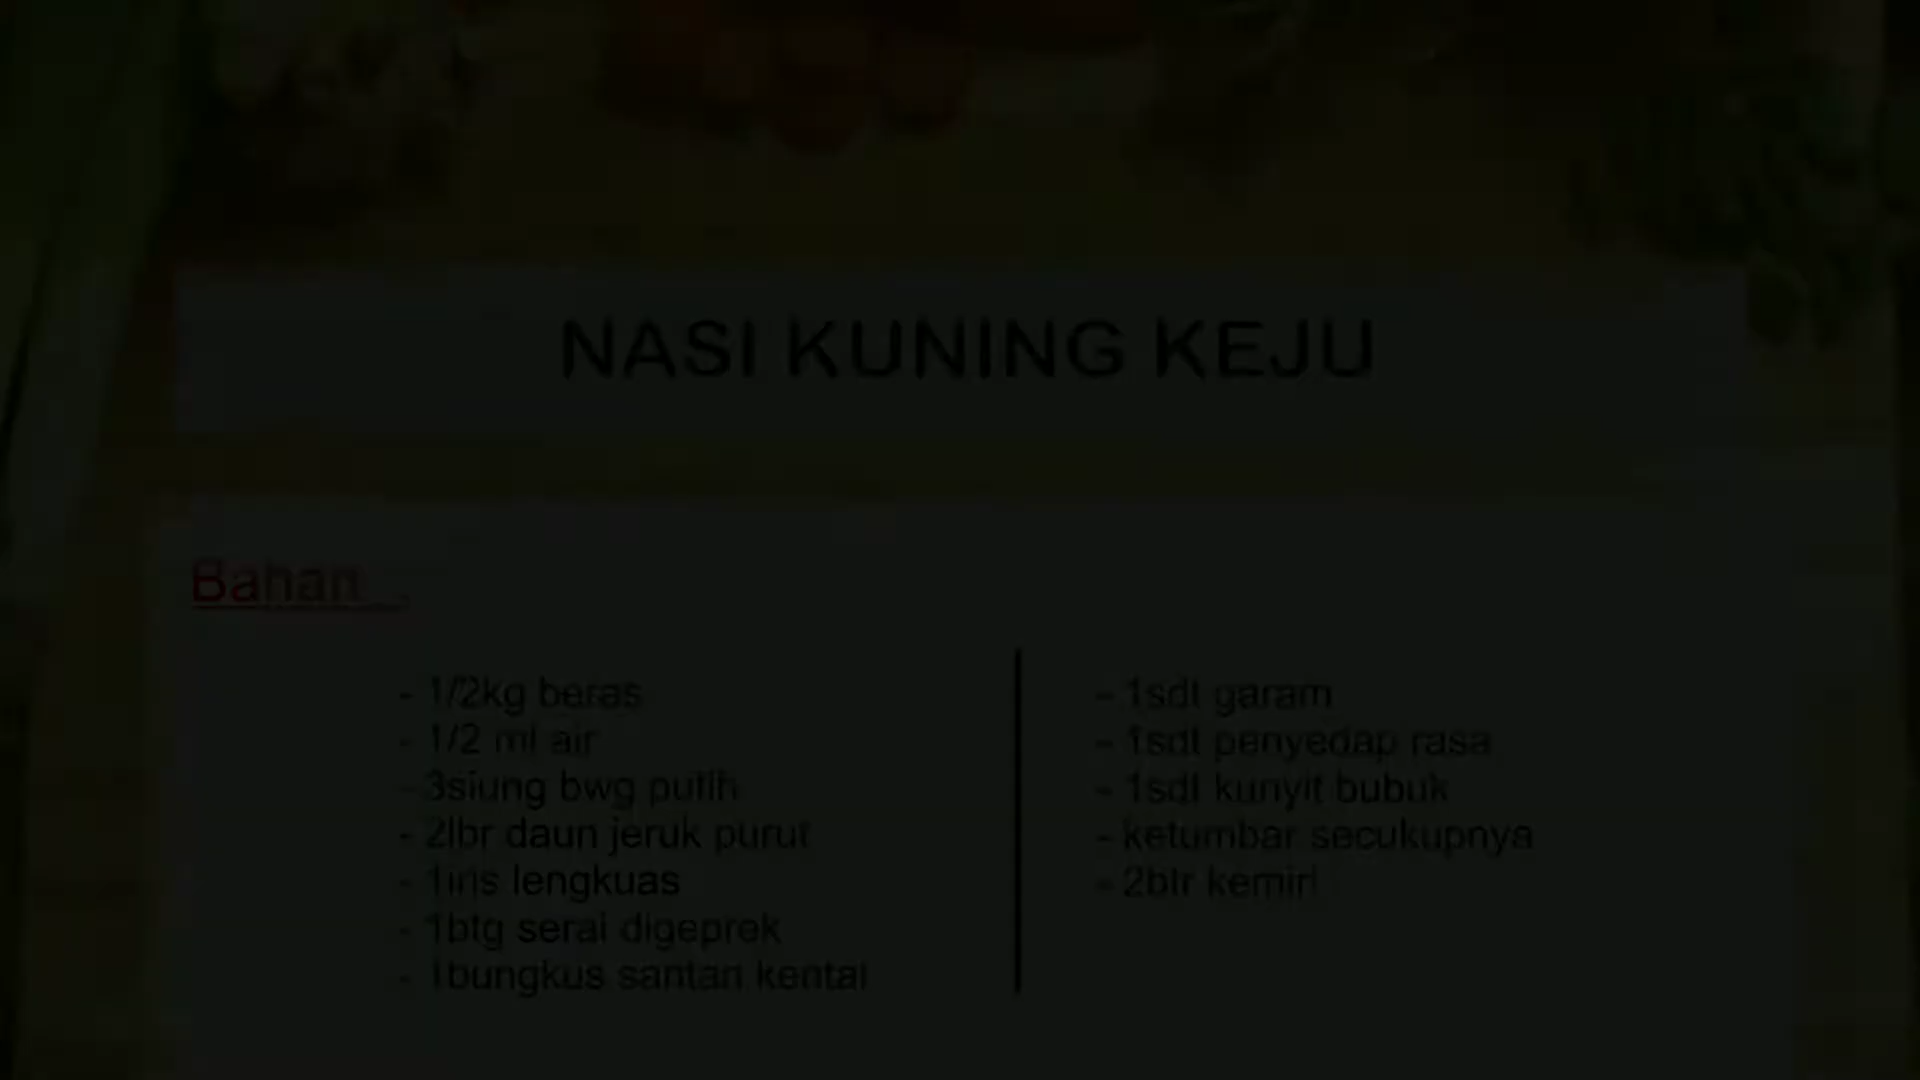 NASI KUNING KEJU
Bahan :
- 1/2kg beras
- 1/2 ml air
- 3siung bwg putih
- 2lbr daun jeruk purut
- 1iris lengkuas
- 1btg serai digeprek
- 1bungkus santan kental
- 1sdt garam
- 1sdt penyedap rasa
- 1sdt kunyit bubuk
- ketumbar secukupnya
- 2btr kemiri